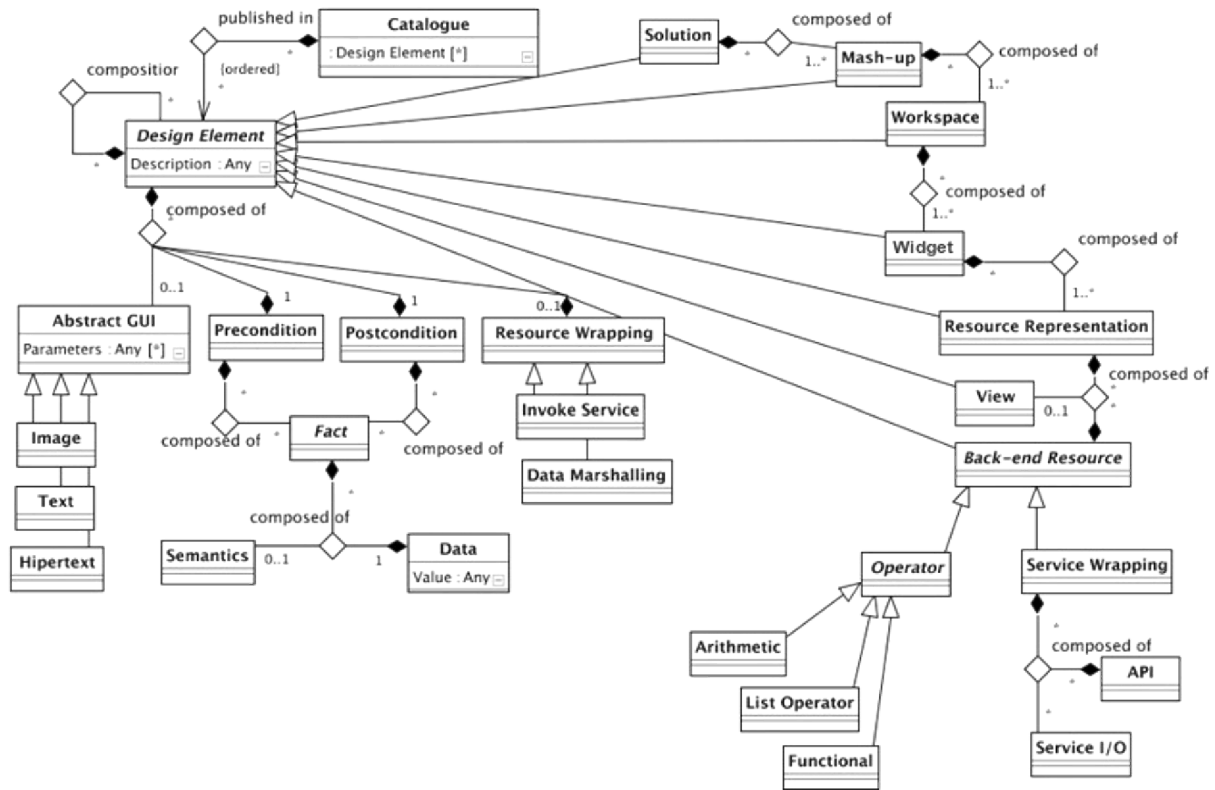 published in
Catalogue
: Design Element [*]
*
{ordered}
*
composition
*
*
Design Element
Description : Any
composed of
*
Solution
composed of
*
1..*
Mash-up
composed of
*
1..*
Workspace
*
composed of
1..*
Widget
composed of
*
1..*
Resource Representation
composed of
*
*
View
0..1
Back-end Resource
0..1
1
1
0..1
Abstract GUI
Parameters : Any [*]
Precondition
Postcondition
Resource Wrapping
Image
Text
Hipertext
*
*
composed of
*
Fact
*
composed of
Invoke Service
Data Marshalling
*
composed of
Semantics
0..1
1
Data
Value : Any
Operator
Service Wrapping
Arithmetic
List Operator
Functional
*
composed of
*
API
*
Service I/O